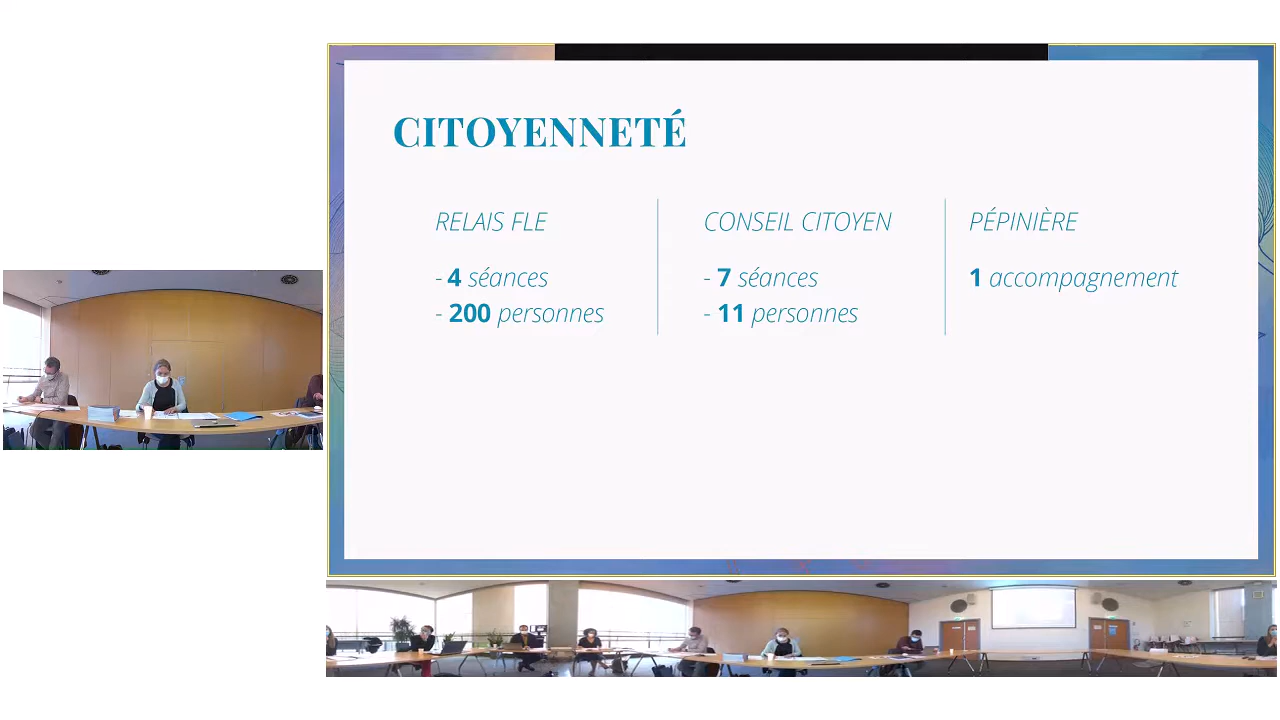 CITOYENNETÉ
RELAIS FLE
- 4 séances
- 200 personnes
CONSEIL CITOYEN
- 7 séances
- 11 personnes
PÉPINIÈRE
1 accompagnement